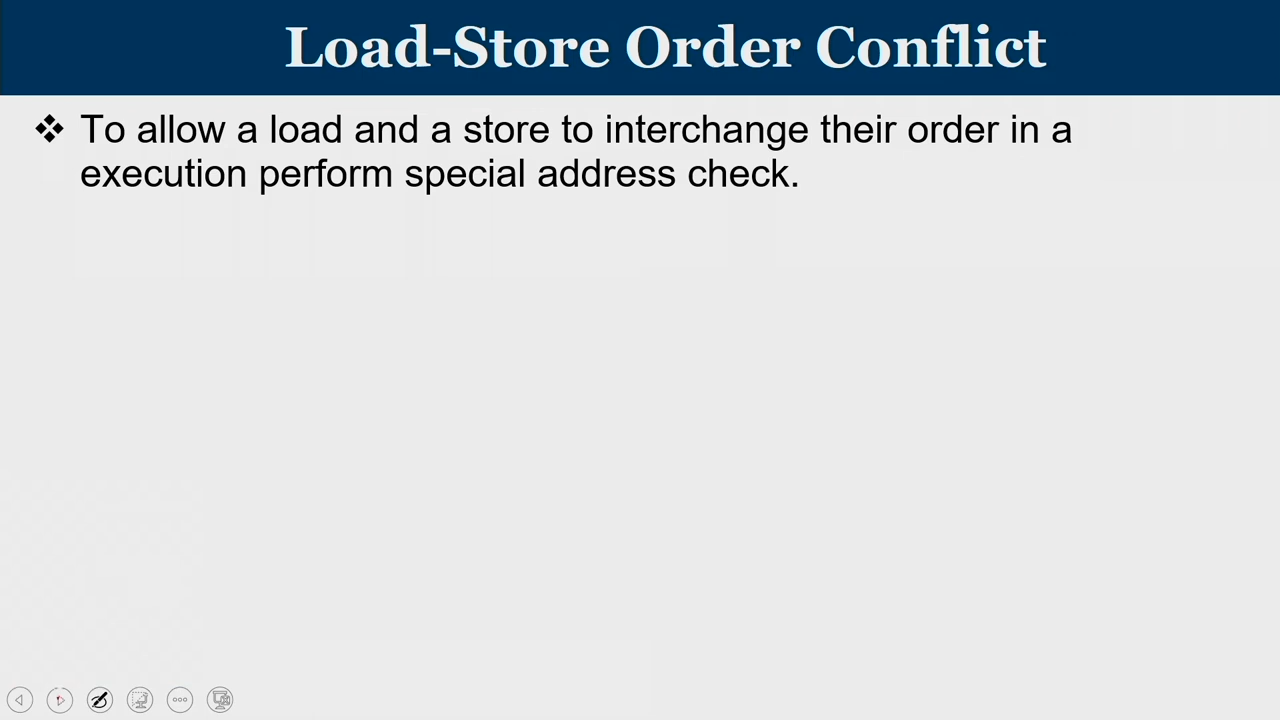 Load-Store Order Conflict
❖ To allow a load and a store to interchange their order in a
execution perform special address check.